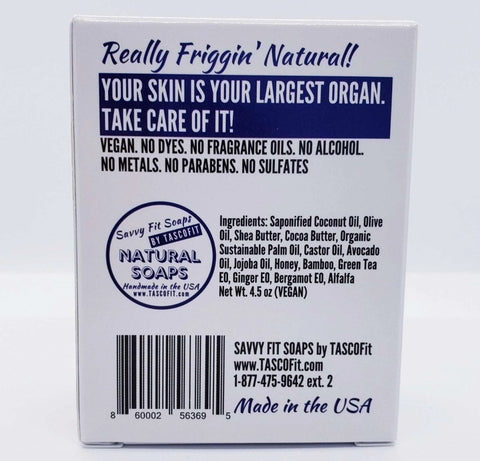 Really Friggin' Natural!
YOUR SKIN IS YOUR LARGEST ORGAN.
TAKE CARE OF IT!
VEGAN. NO DYES. NO FRAGRANCE OILS. NO ALCOHOL.
NO METALS. NO PARABENS. NO SULFATES
Savvy Fit Soaps
BY TASCOFIT
NATURAL
SOAPS
Handmade in the USA
www.TASCOFIT.com
Ingredients: Saponified Coconut Oil, Olive
Oil, Shea Butter, Cocoa Butter, Organic
Sustainable Palm Oil, Castor Oil, Avocado
Oil, Jojoba Oil, Honey, Bamboo, Green Tea
EO, Ginger EO, Bergamot EO, Alfalfa
Net Wt. 4.5 oz (VEGAN)
SAVVY FIT SOAPS by TASCOFit
www.TASCOFit.com
1-877-475-9642 ext. 2
Made in the USA
8 60002 56369 5